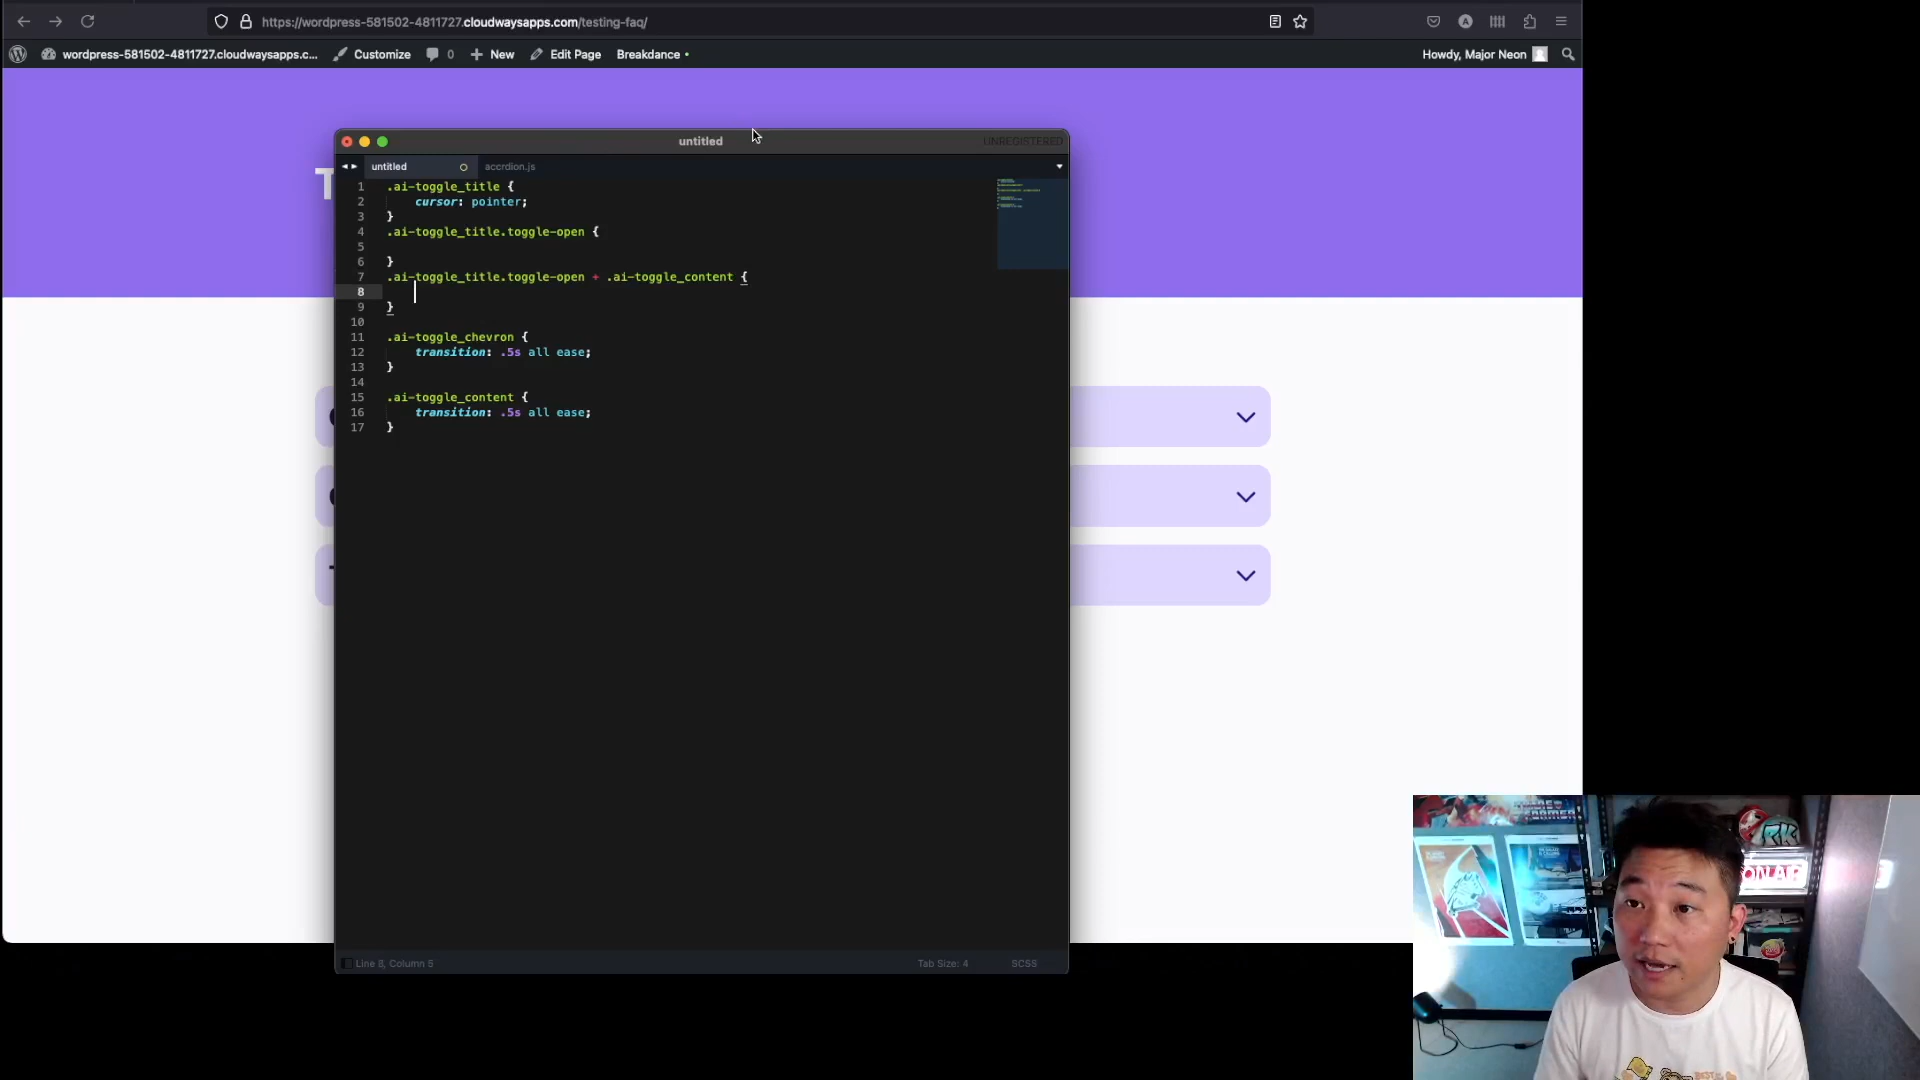 https://wordpress-581502-4811727.cloudwaysapps.com/testing-faq/
wordpress-581502-4811727.cloudwaysapps.c... Customize 0 New Edit Page Breakdance
Howdy, Major Neon
T
untitled
UNREGISTERED
untitled
accrdion.js
1 .ai-toggle_title {
2 cursor: pointer;
3 }
4 .ai-toggle_title.toggle-open {
5
6 }
7 .ai-toggle_title.toggle-open + .ai-toggle_content {
8
9 }
10
11 .ai-toggle_chevron {
12 transition: .5s all ease;
13 }
14
15 .ai-toggle_content {
16 transition: .5s all ease;
17 }
Line 8, Column 5
Tab Size: 4
SCSS